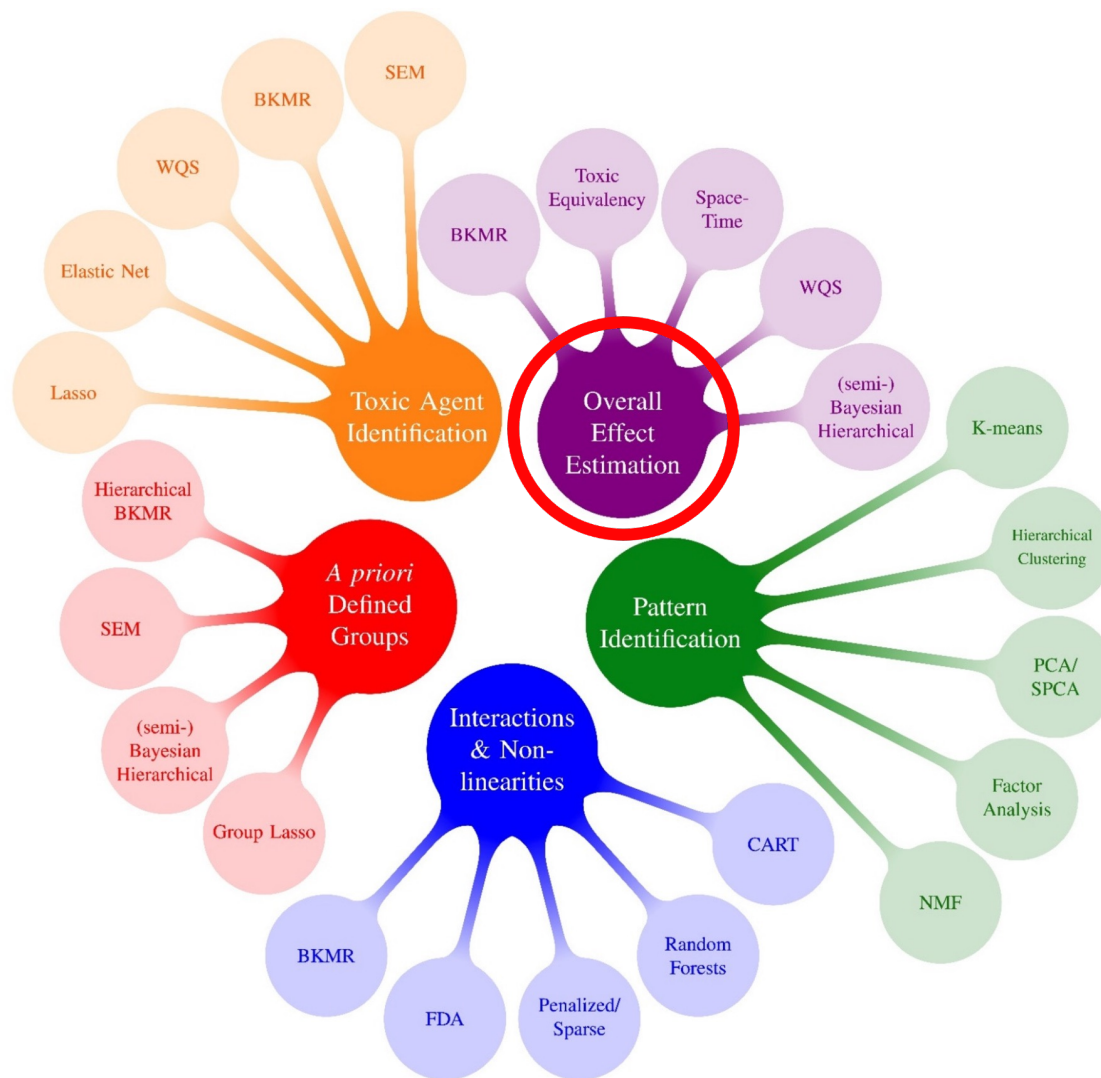 SEM
BKMR
WQS
Elastic Net
Lasso
Toxic Agent
Identification
BKMR
Toxic
Equivalency
Space-
Time
WQS
(semi-)
Bayesian
Hierarchical
Overall
Effect
Estimation
K-means
Hierarchical
Clustering
PCA/
SPCA
Factor
Analysis
NMF
Pattern
Identification
Hierarchical
BKMR
SEM
(semi-)
Bayesian
Hierarchical
Group Lasso
A priori
Defined
Groups
Interactions
& Non-
linearities
BKMR
FDA
Penalized/
Sparse
Random
Forests
CART